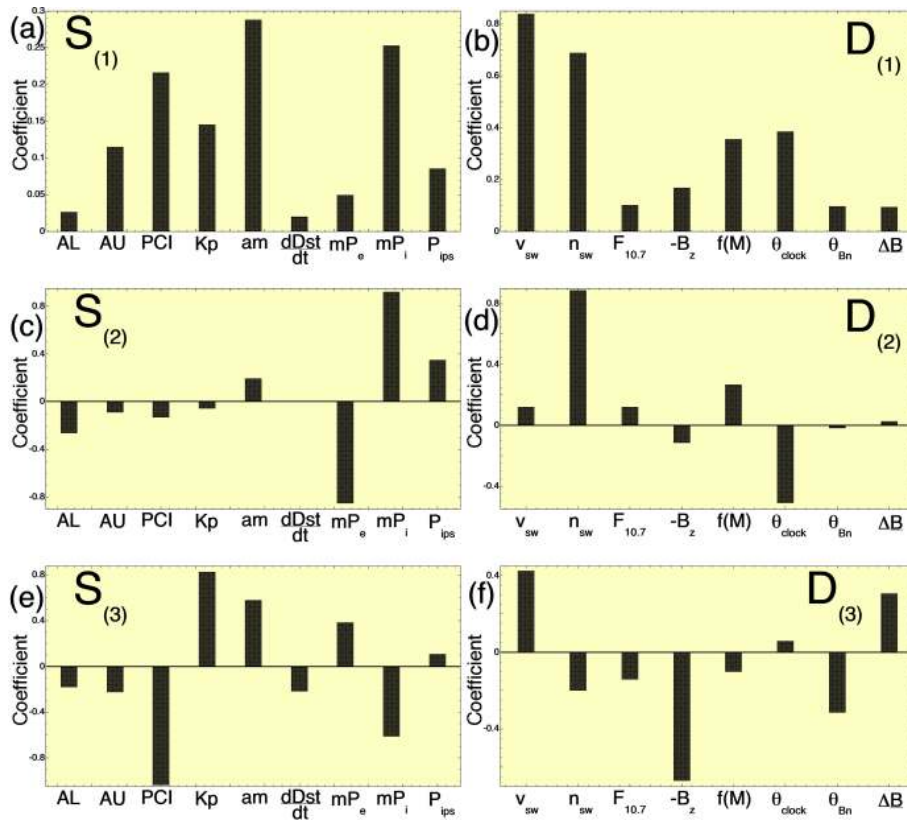 (a) S(1)
Coefficient
0.3
0.25
0.2
0.15
0.1
0.05
0
AL AU PCI Kp am dDst/dt mPe mPi Pips
(b) D(1)
Coefficient
0.8
0.6
0.4
0.2
0
vsw nsw F10.7 -Bz f(M) θclock θBn ΔB
(c) S(2)
Coefficient
0.8
0.4
0
-0.4
-0.8
AL AU PCI Kp am dDst/dt mPe mPi Pips
(d) D(2)
Coefficient
0.8
0.4
0
-0.4
vsw nsw F10.7 -Bz f(M) θclock θBn ΔB
(e) S(3)
Coefficient
0.8
0.4
0
-0.4
-0.8
AL AU PCI Kp am dDst/dt mPe mPi Pips
(f) D(3)
Coefficient
0.4
0
-0.4
vsw nsw F10.7 -Bz f(M) θclock θBn ΔB